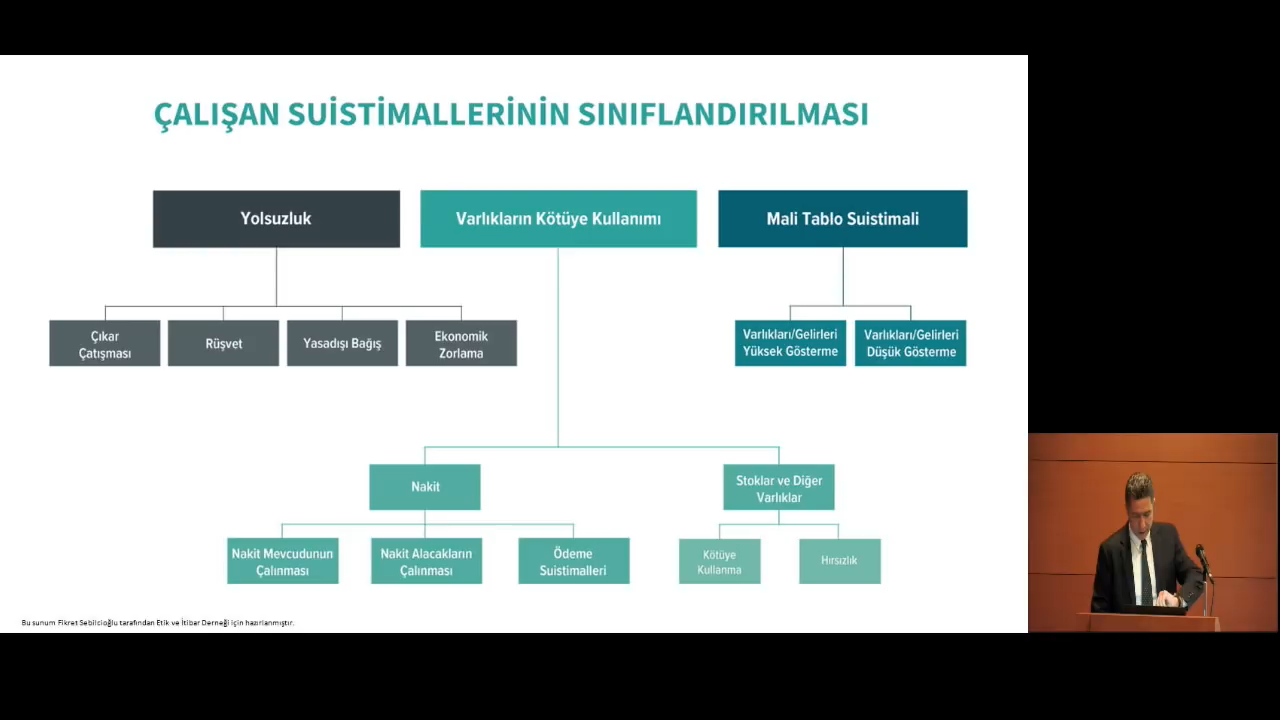 ÇALIŞAN SUİSTİMALLERİNİN SINIFLANDIRILMASI
Yolsuzluk
Varlıkların Kötüye Kullanımı
Mali Tablo Suistimali
Çıkar
Çatışması
Rüşvet
Yasadışı Bağış
Ekonomik
Zorlama
Varlıkları/Gelirleri
Yüksek Gösterme
Varlıkları/Gelirleri
Düşük Gösterme
Nakit
Stoklar ve Diğer
Varlıklar
Nakit Mevcudunun
Çalınması
Nakit Alacakların
Çalınması
Ödeme
Suistimalleri
Kötüye
Kullanma
Hırsızlık
Bu sunum Fikret Sebilcioğlu tarafından Etik ve İtibar Derneği için hazırlanmıştır.